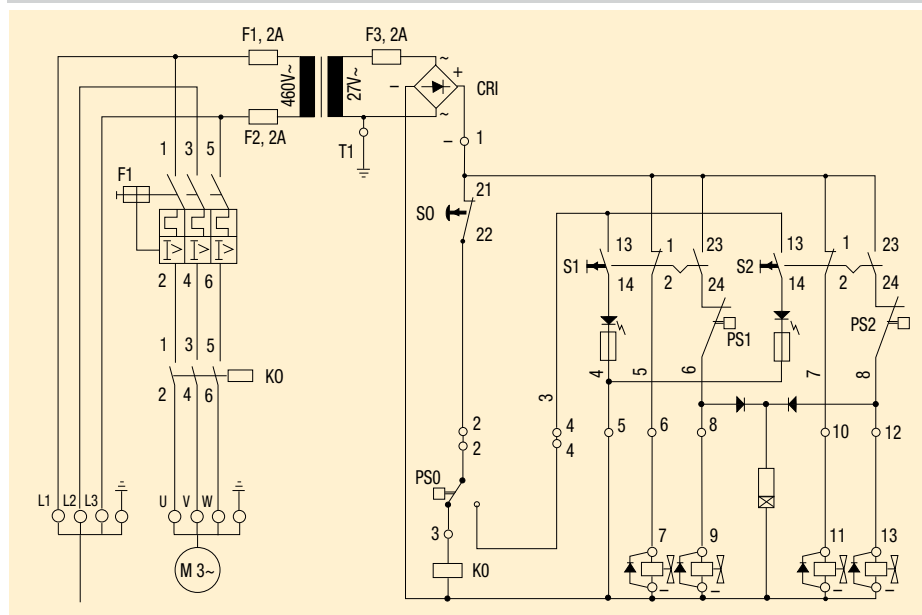 F1, 2A
F3, 2A
460V~
27V~
~
+
–
CRI
~
F2, 2A
T1
– 1
1 3 5
F1
I> I> I>
2 4 6
1 3 5
K0
2 4 6
L1 L2 L3
U V W
M 3~
21
S0
22
13 1 23 13 1 23
S1 S2
14 2 24 14 2 24
PS1 PS2
3 4 5 6 7 8
2 4 5 6 8 10 12
2 4
PS0
3
K0
7 9 11 13
– – – –